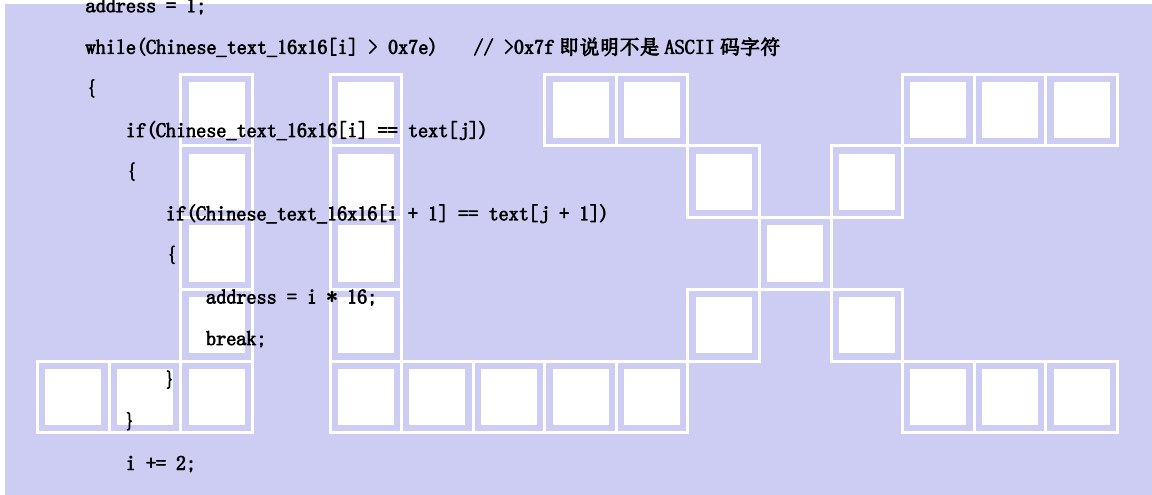 address = 1;
while(Chinese_text_16x16[i] > 0x7e)    // >0x7f 即说明不是 ASCII 码字符
{
    if(Chinese_text_16x16[i] == text[j])
    {
        if(Chinese_text_16x16[i + 1] == text[j + 1])
        {
            address = i * 16;
            break;
        }
    }
    i += 2;